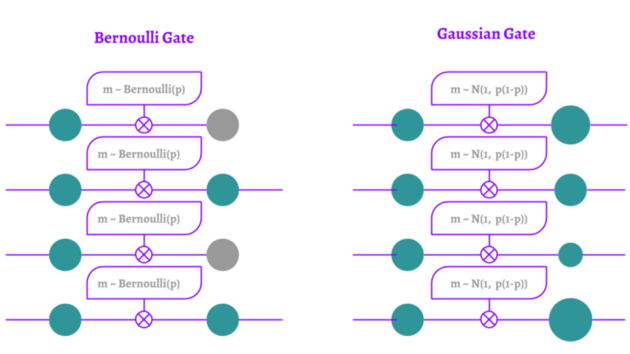 Bernoulli Gate
m ~ Bernoulli(p)
m ~ Bernoulli(p)
m ~ Bernoulli(p)
m ~ Bernoulli(p)
Gaussian Gate
m ~ N(1, p(1-p))
m ~ N(1, p(1-p))
m ~ N(1, p(1-p))
m ~ N(1, p(1-p))